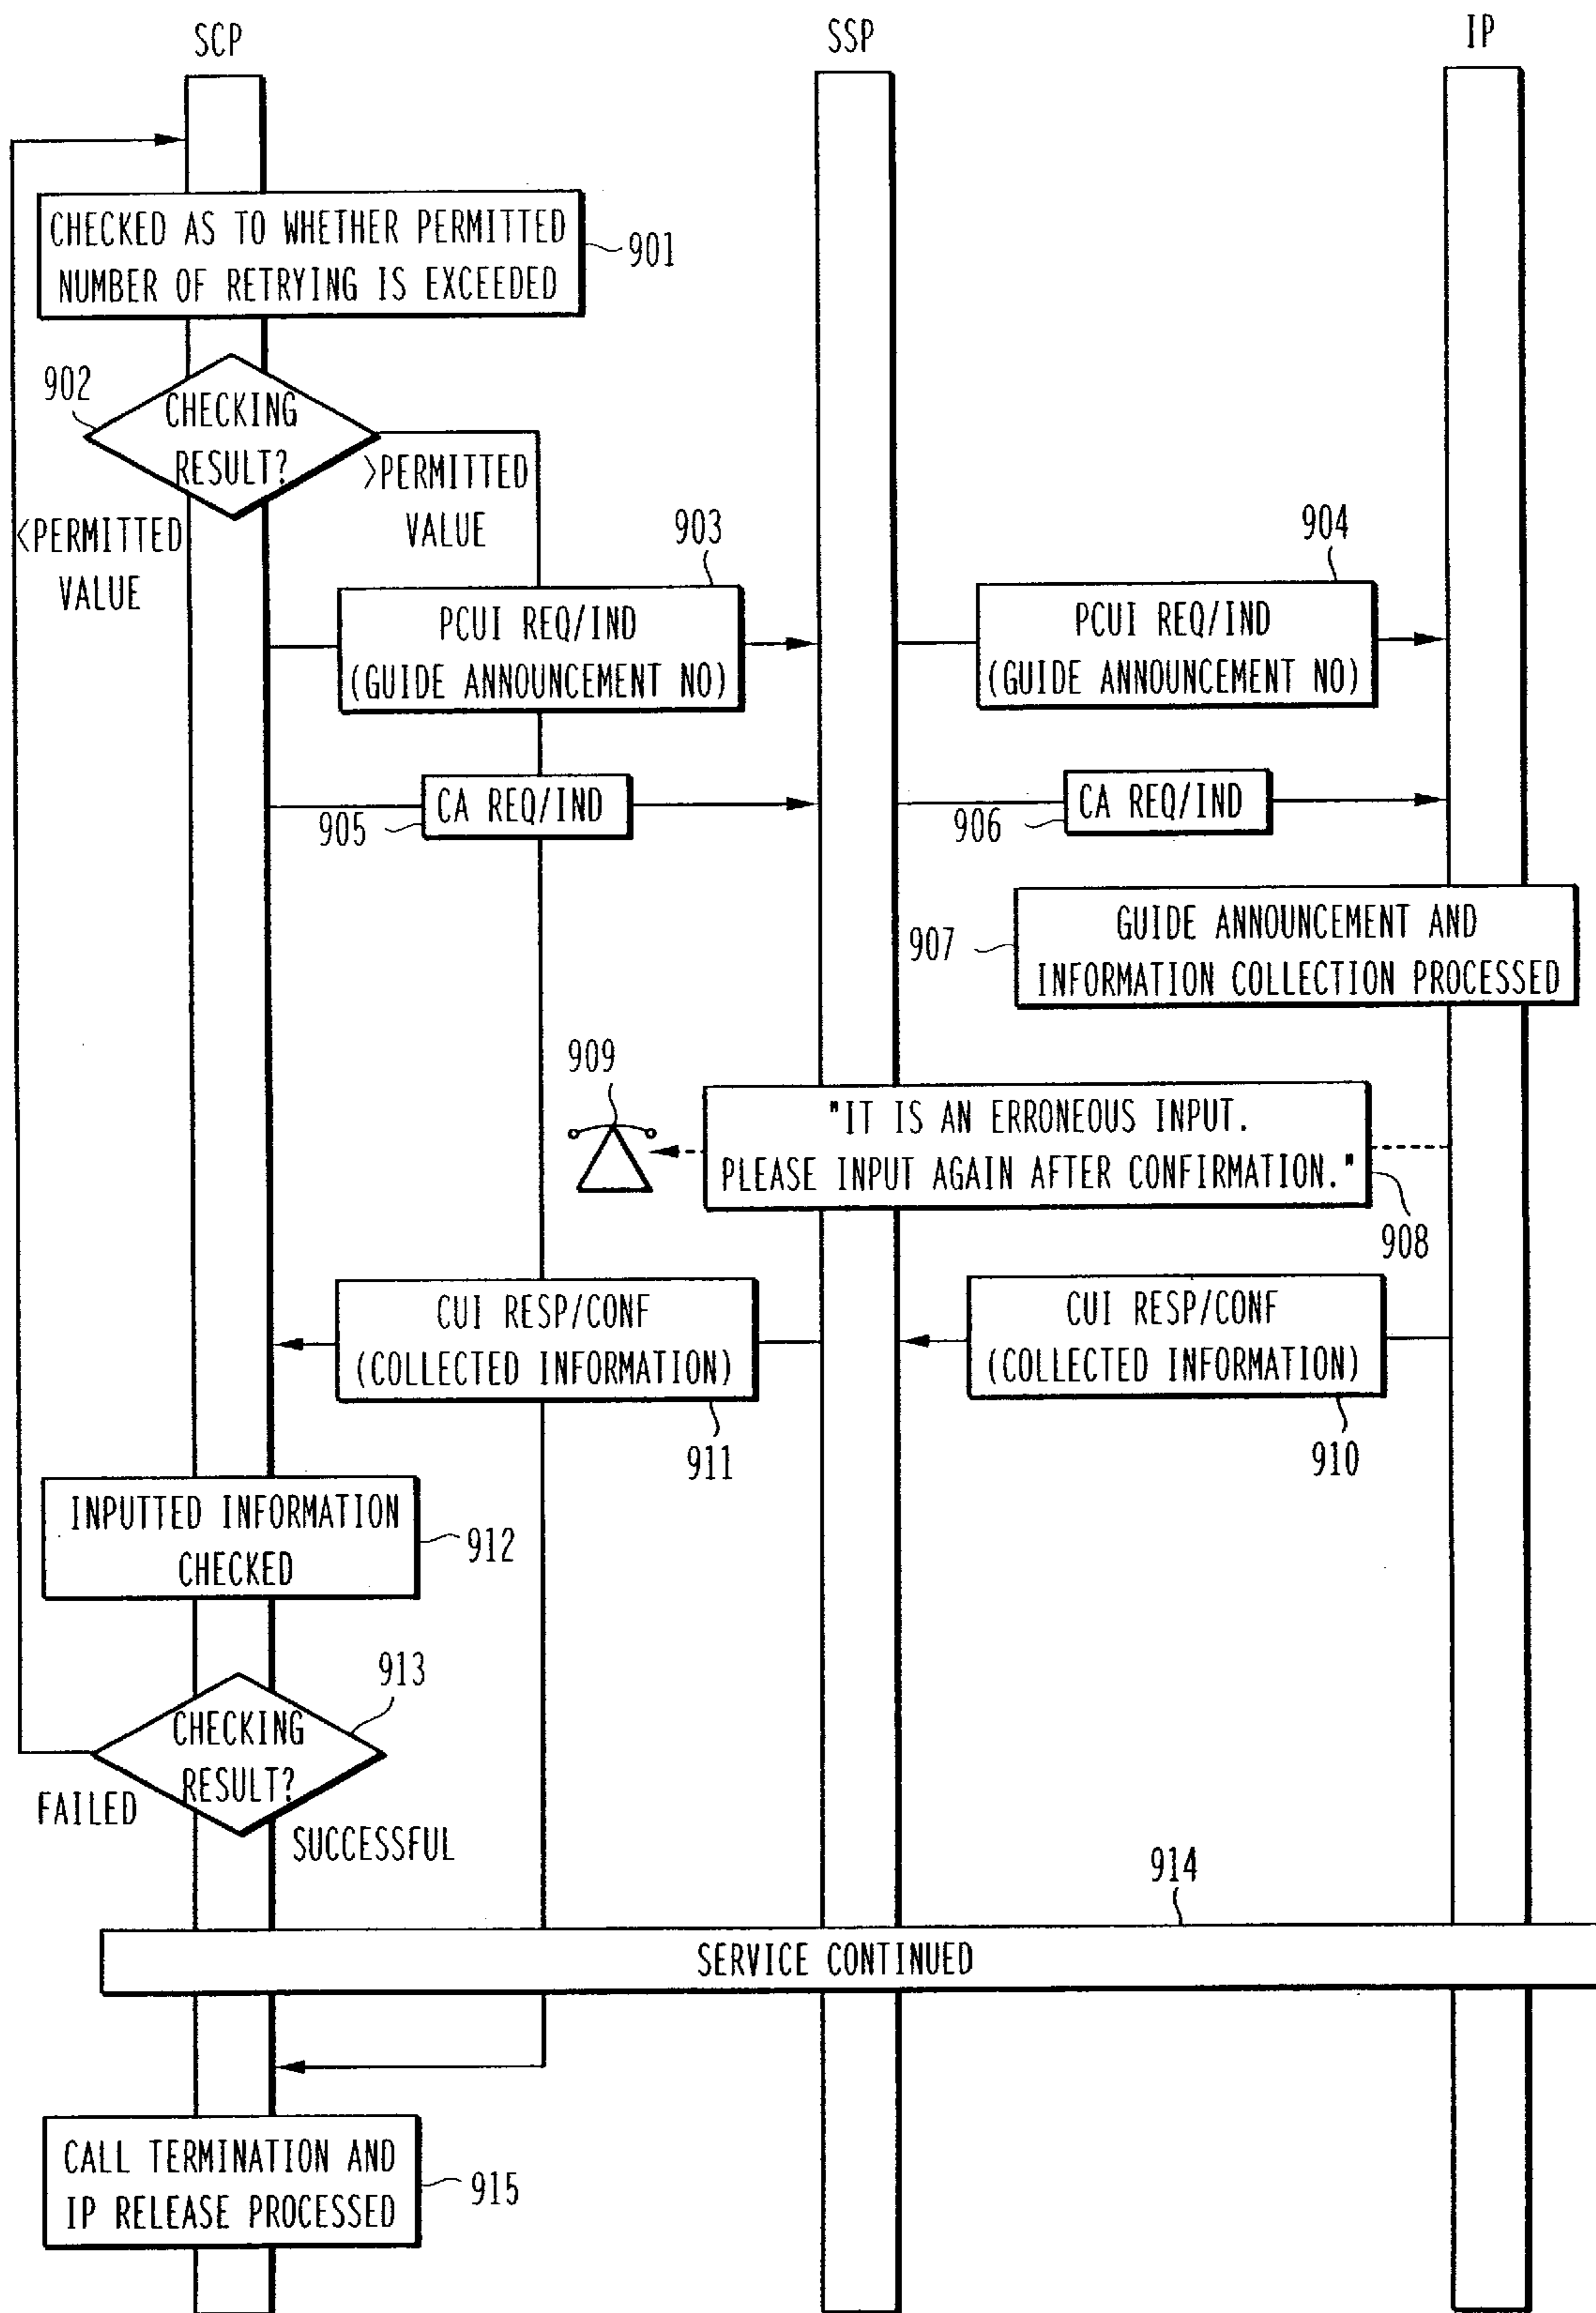 SCP
SSP
IP
CHECKED AS TO WHETHER PERMITTED
NUMBER OF RETRYING IS EXCEEDED
901
902
CHECKING
RESULT?
>PERMITTED
VALUE
<PERMITTED
VALUE
903
PCUI REQ/IND
(GUIDE ANNOUNCEMENT NO)
904
PCUI REQ/IND
(GUIDE ANNOUNCEMENT NO)
CA REQ/IND
905
CA REQ/IND
906
GUIDE ANNOUNCEMENT AND
INFORMATION COLLECTION PROCESSED
907
909
"IT IS AN ERRONEOUS INPUT.
PLEASE INPUT AGAIN AFTER CONFIRMATION."
908
CUI RESP/CONF
(COLLECTED INFORMATION)
911
CUI RESP/CONF
(COLLECTED INFORMATION)
910
INPUTTED INFORMATION
CHECKED
912
913
CHECKING
RESULT?
FAILED
SUCCESSFUL
914
SERVICE CONTINUED
CALL TERMINATION AND
IP RELEASE PROCESSED
915